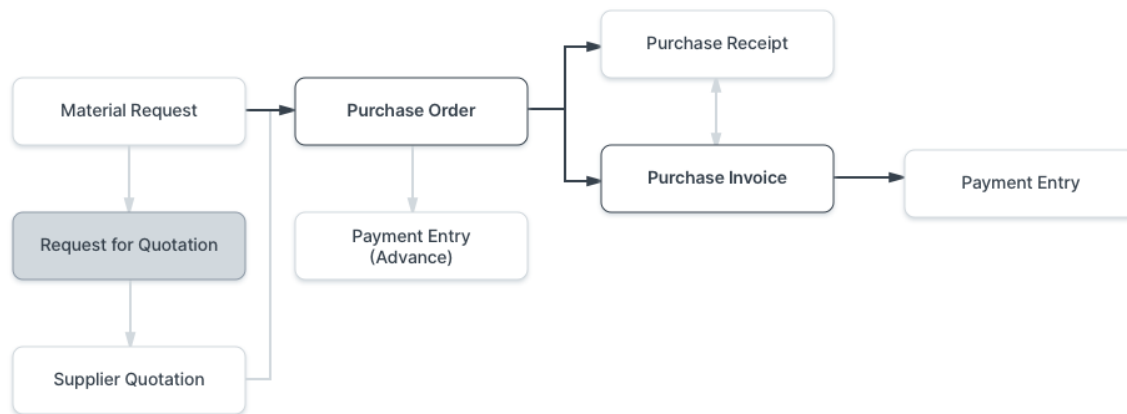 Purchase Receipt
Material Request
Purchase Order
Purchase Invoice
Payment Entry
Request for Quotation
Payment Entry
(Advance)
Supplier Quotation